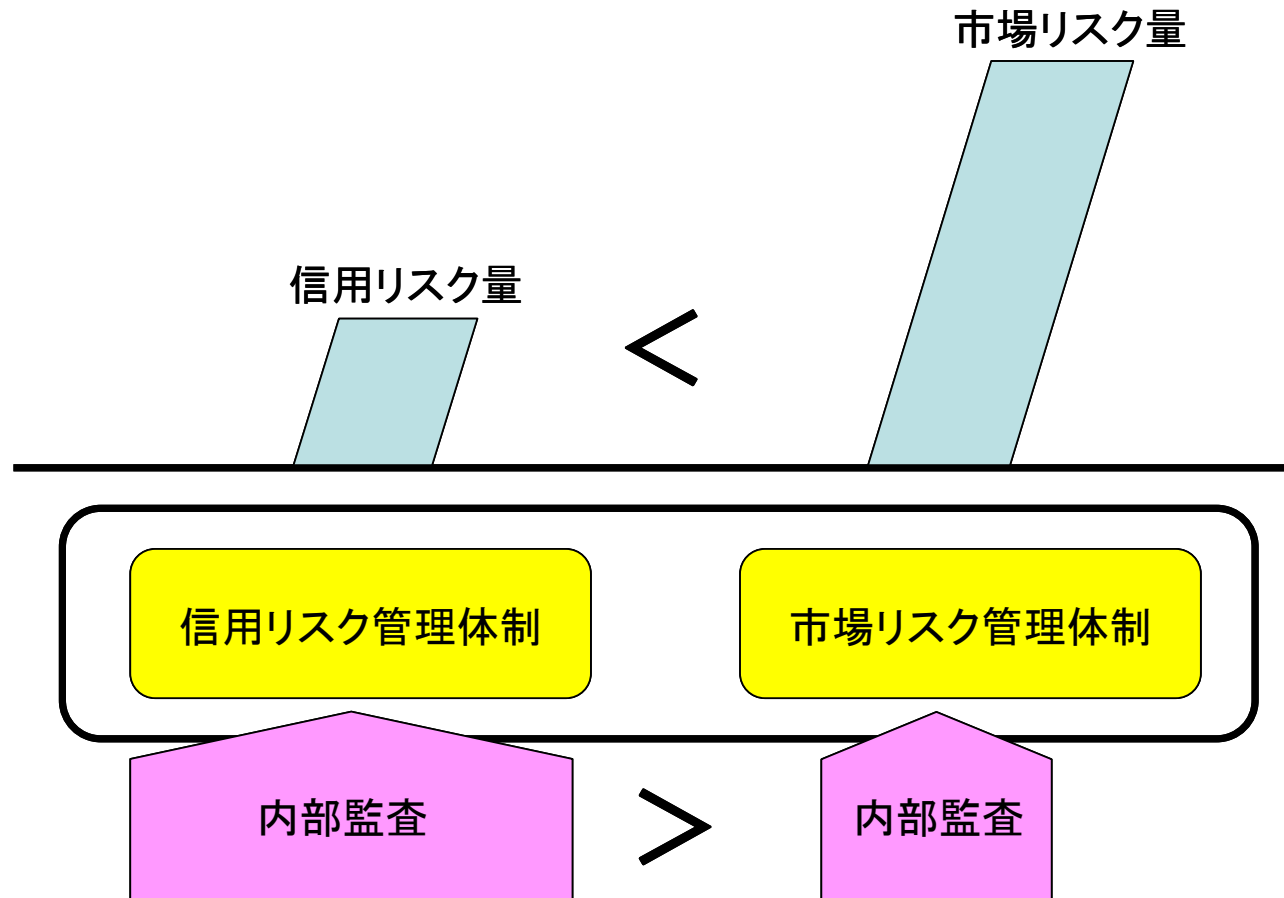 市場リスク量
信用リスク量
<
信用リスク管理体制
市場リスク管理体制
内部監査
>
内部監査